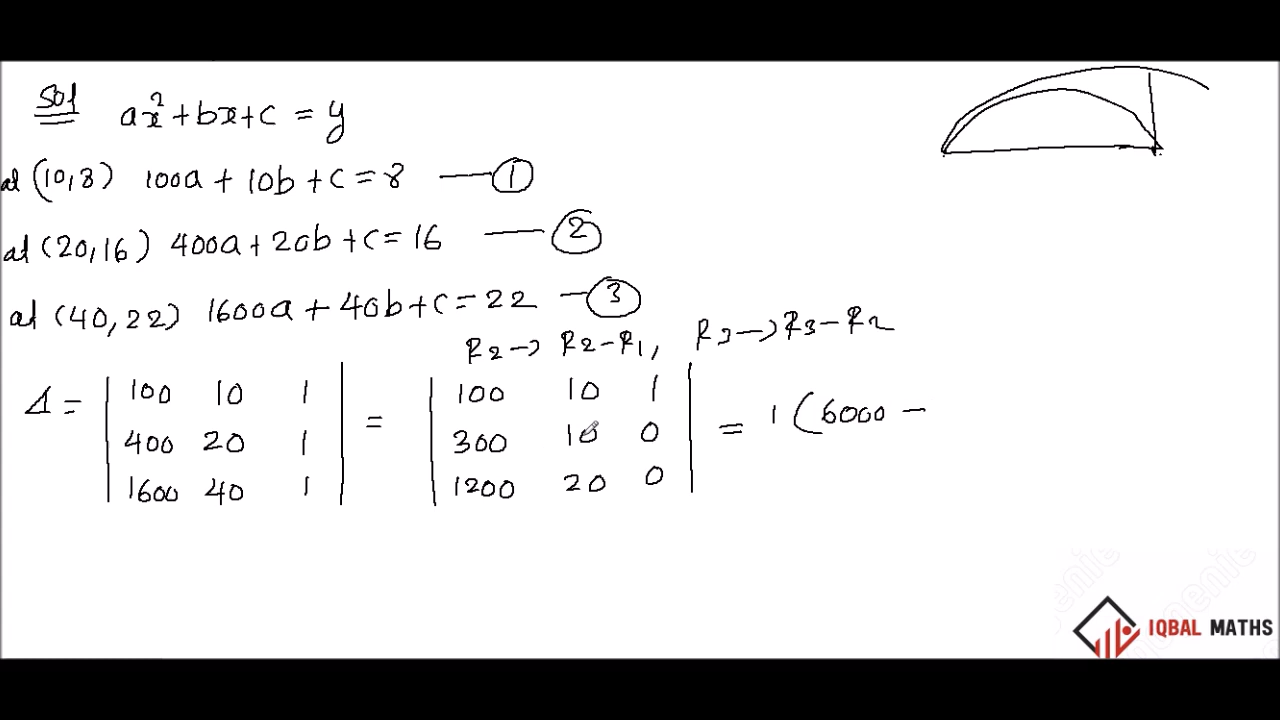 Sol ax²+bx+c = y
at (10,8) 100a + 10b + c = 8 —— ①
at (20,16) 400a + 20b + c = 16 —— ②
at (40,22) 1600a + 40b + c = 22 — ③
R2 → R2 - R1, R3 → R3 - R2
Δ = | 100 10 1 | = | 100 10 1 | = 1 ( 6000 -
| 400 20 1 | | 300 10 0 |
| 1600 40 1 | | 1200 20 0 |
IQBAL MATHS